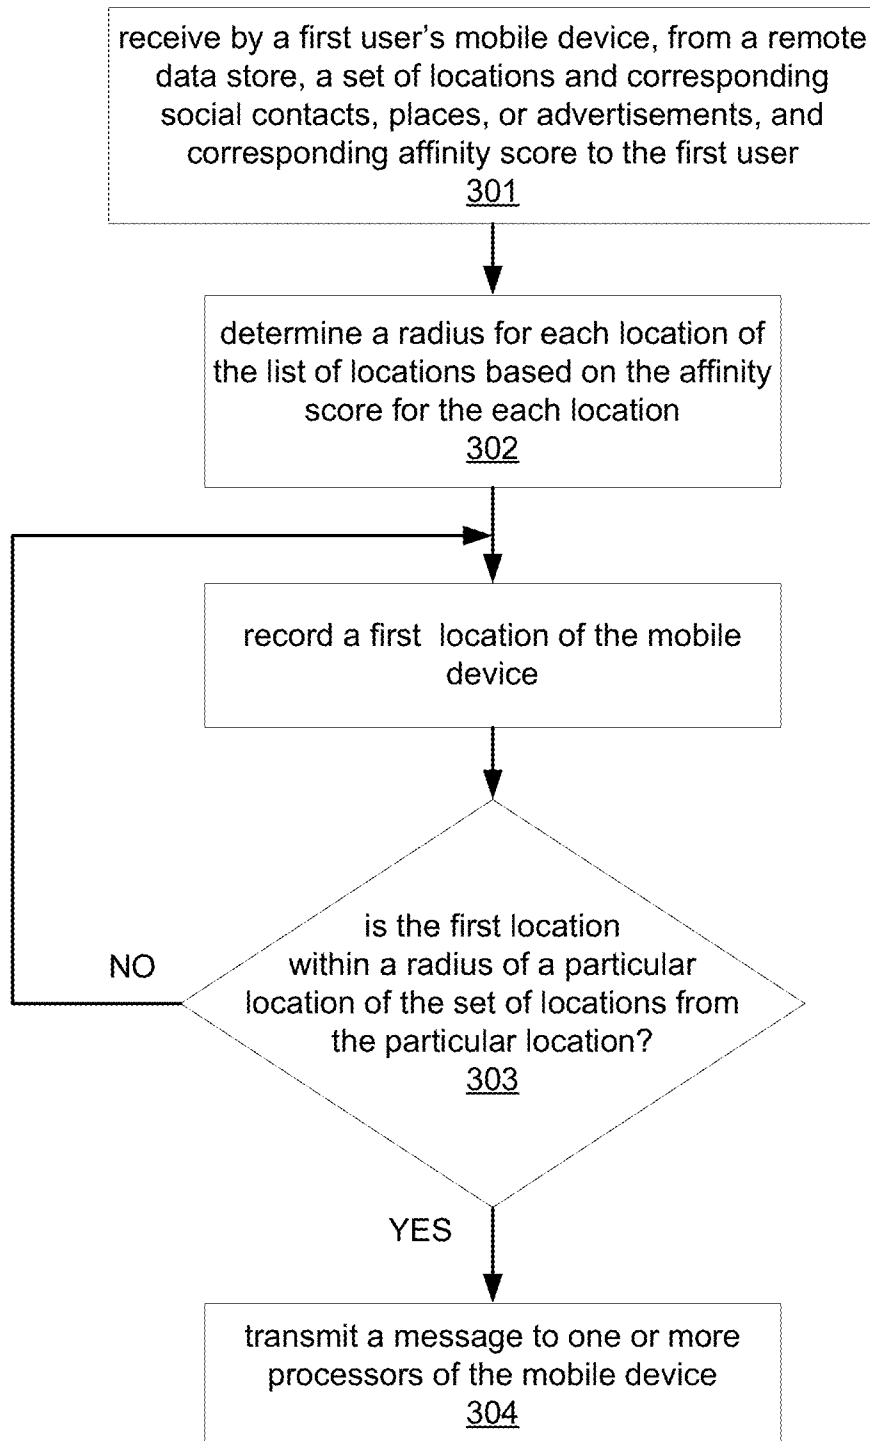 receive by a first user's mobile device, from a remote
data store, a set of locations and corresponding
social contacts, places, or advertisements, and
corresponding affinity score to the first user
301
determine a radius for each location of
the list of locations based on the affinity
score for the each location
302
record a first location of the mobile
device
is the first location
within a radius of a particular
location of the set of locations from
the particular location?
303
NO
YES
transmit a message to one or more
processors of the mobile device
304